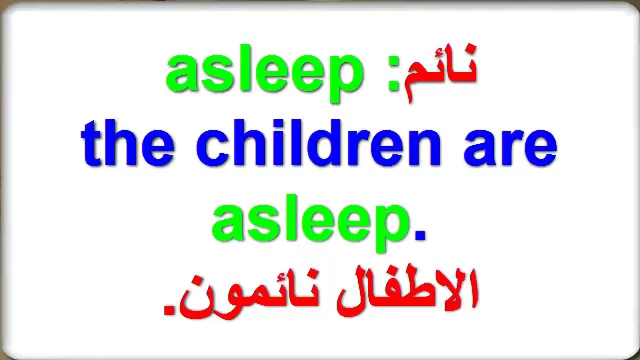 نائم: asleep
the children are
asleep.
الاطفال نائمون.